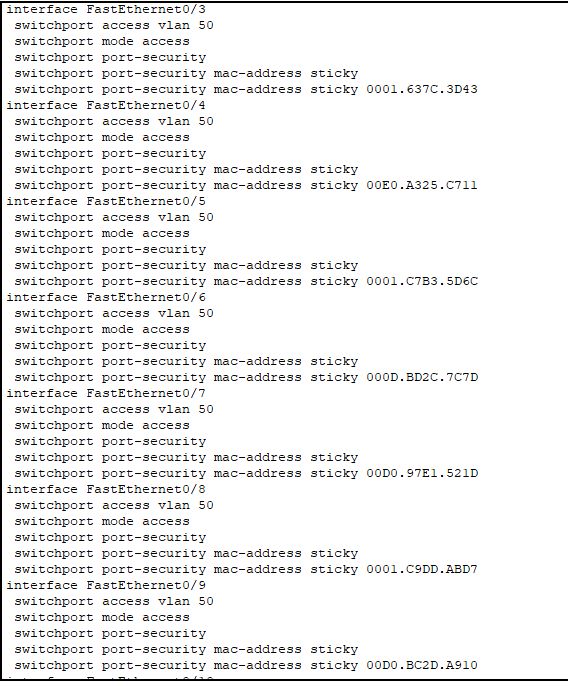 interface FastEthernet0/3
switchport access vlan 50
switchport mode access
switchport port-security
switchport port-security mac-address sticky
switchport port-security mac-address sticky 0001.637C.3D43
interface FastEthernet0/4
switchport access vlan 50
switchport mode access
switchport port-security
switchport port-security mac-address sticky
switchport port-security mac-address sticky 00E0.A325.C711
interface FastEthernet0/5
switchport access vlan 50
switchport mode access
switchport port-security
switchport port-security mac-address sticky
switchport port-security mac-address sticky 0001.C7B3.5D6C
interface FastEthernet0/6
switchport access vlan 50
switchport mode access
switchport port-security
switchport port-security mac-address sticky
switchport port-security mac-address sticky 000D.BD2C.7C7D
interface FastEthernet0/7
switchport access vlan 50
switchport mode access
switchport port-security
switchport port-security mac-address sticky
switchport port-security mac-address sticky 00D0.97E1.521D
interface FastEthernet0/8
switchport access vlan 50
switchport mode access
switchport port-security
switchport port-security mac-address sticky
switchport port-security mac-address sticky 0001.C9DD.ABD7
interface FastEthernet0/9
switchport access vlan 50
switchport mode access
switchport port-security
switchport port-security mac-address sticky
switchport port-security mac-address sticky 00D0.BC2D.A910